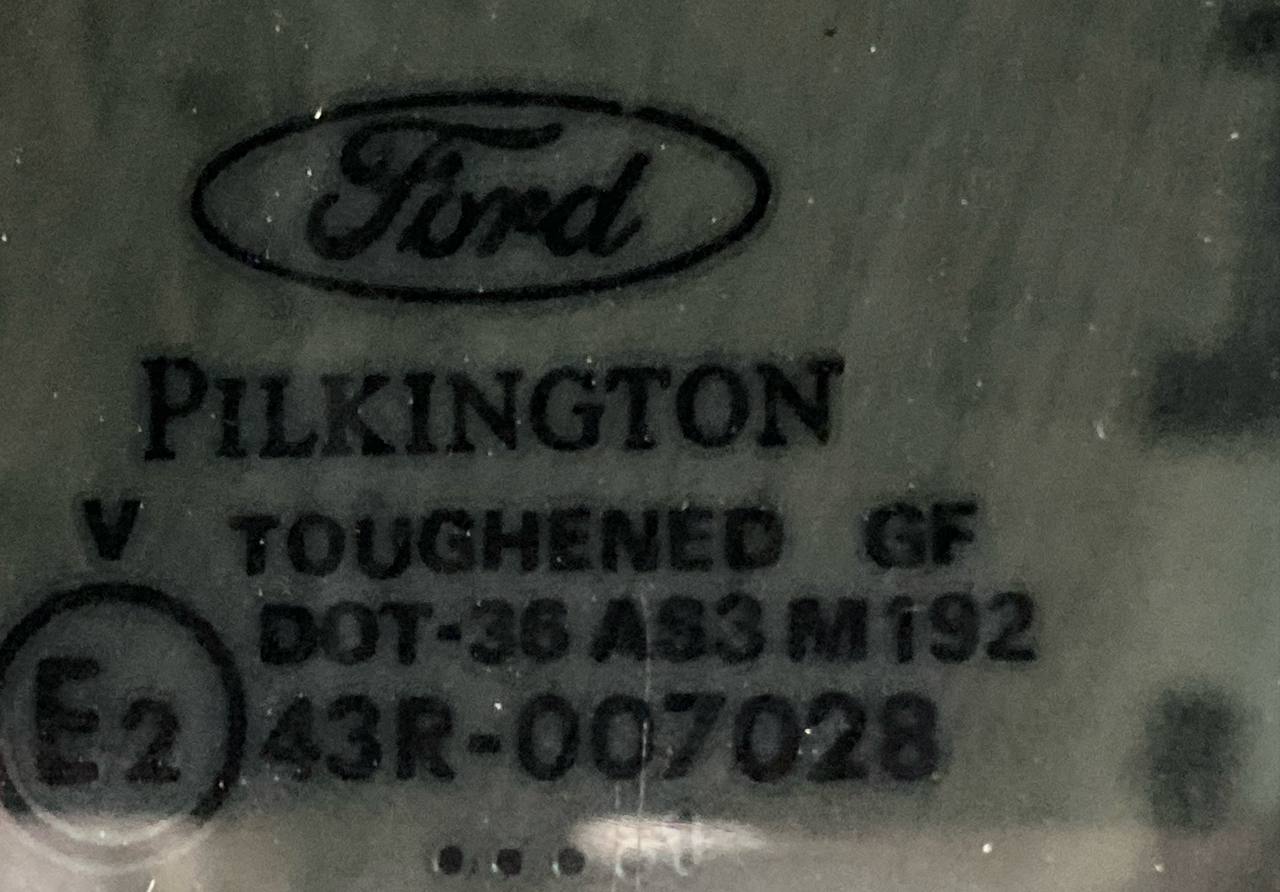 Ford
PILKINGTON
V TOUGHENED GF
DOT-36 AS3 M192
E2 43R-007028